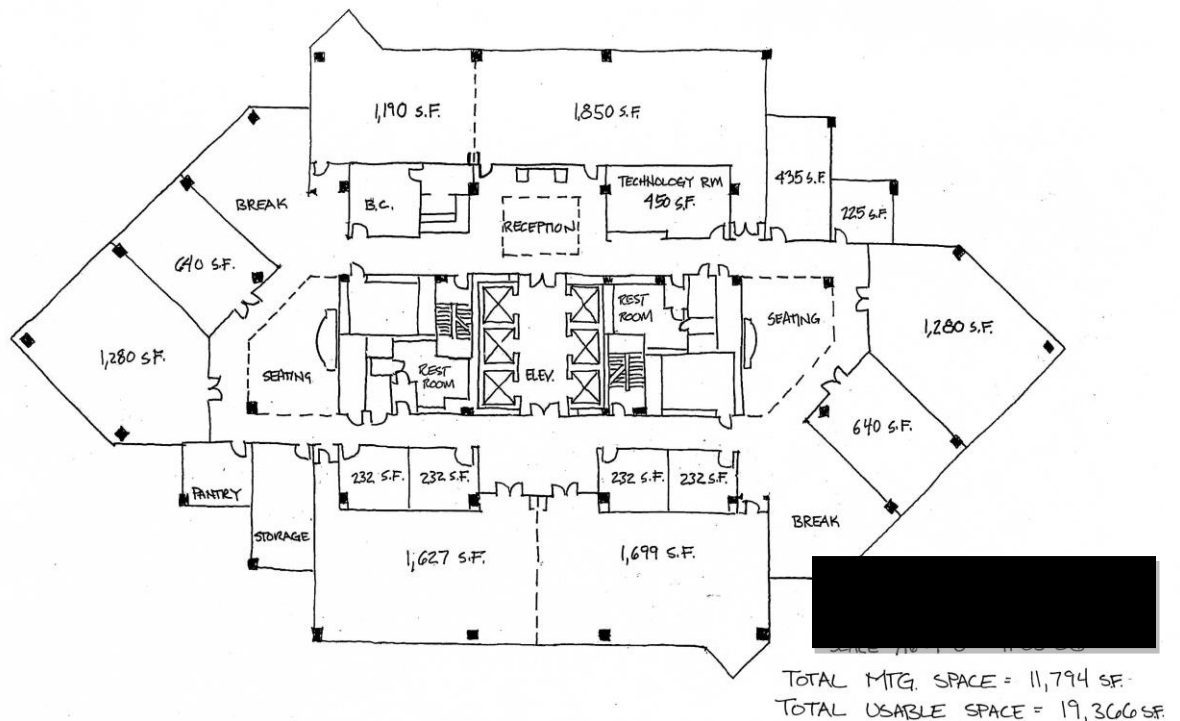 1,190 S.F.
1,850 S.F.
BREAK
B.C.
TECHNOLOGY RM
450 S.F.
435 S.F.
225 S.F.
RECEPTION
640 S.F.
1,280 S.F.
SEATING
REST
ROOM
ELEV.
REST
ROOM
SEATING
1,280 S.F.
640 S.F.
PANTRY
STORAGE
232 S.F.
232 S.F.
232 S.F.
232 S.F.
BREAK
1,627 S.F.
1,699 S.F.
TOTAL MTG. SPACE = 11,794 SF.
TOTAL USABLE SPACE = 19,366 SF.